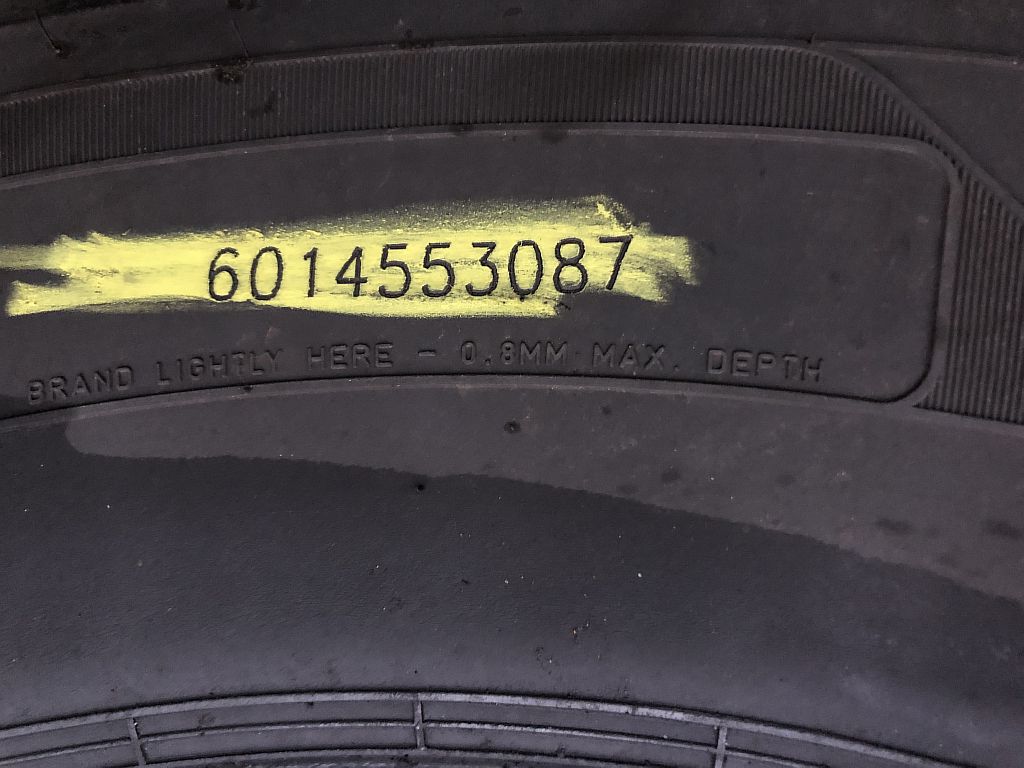 6014553087
BRAND LIGHTLY HERE - 0.8MM MAX. DEPTH